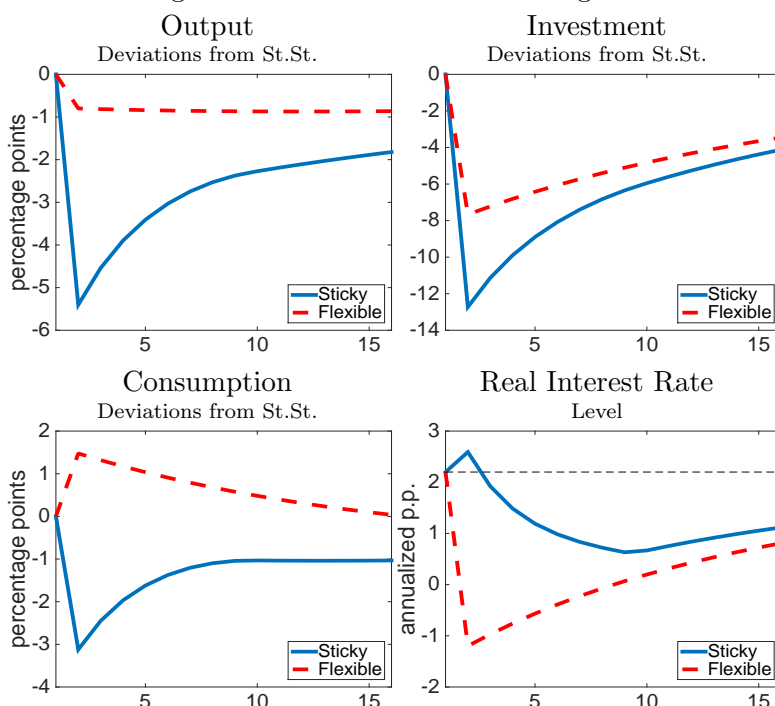 Output
Deviations from St.St.
percentage points
0
-1
-2
-3
-4
-5
-6
5
10
15
Sticky
Flexible
Investment
Deviations from St.St.
0
-2
-4
-6
-8
-10
-12
-14
5
10
15
Sticky
Flexible
Consumption
Deviations from St.St.
percentage points
2
1
0
-1
-2
-3
-4
5
10
15
Sticky
Flexible
Real Interest Rate
Level
annualized p.p.
3
2
1
0
-1
-2
5
10
15
Sticky
Flexible